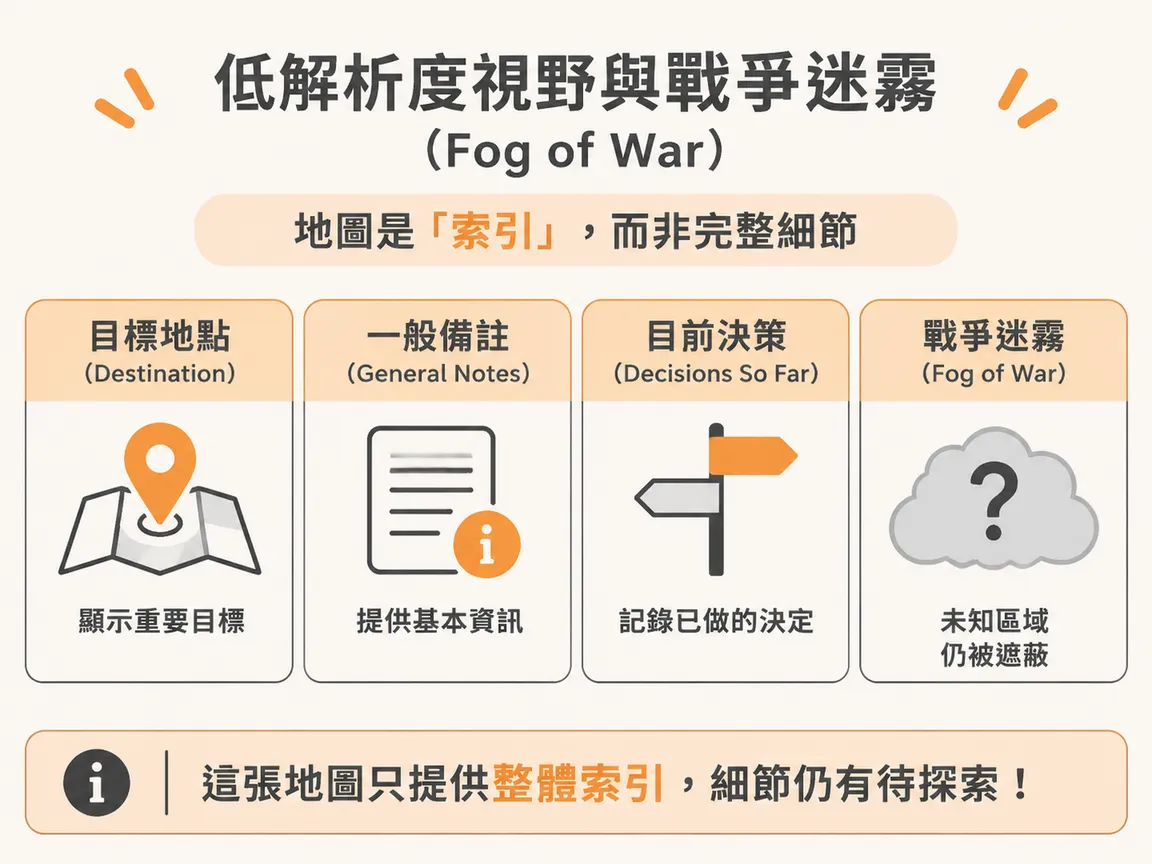 低解析度視野與戰爭迷霧
（Fog of War）
地圖是「索引」，而非完整細節
目標地點
（Destination）
顯示重要目標
一般備註
（General Notes）
i
提供基本資訊
目前決策
（Decisions So Far）
記錄已做的決定
戰爭迷霧
（Fog of War）
?
未知區域
仍被遮蔽
i
這張地圖只提供整體索引，細節仍有待探索！